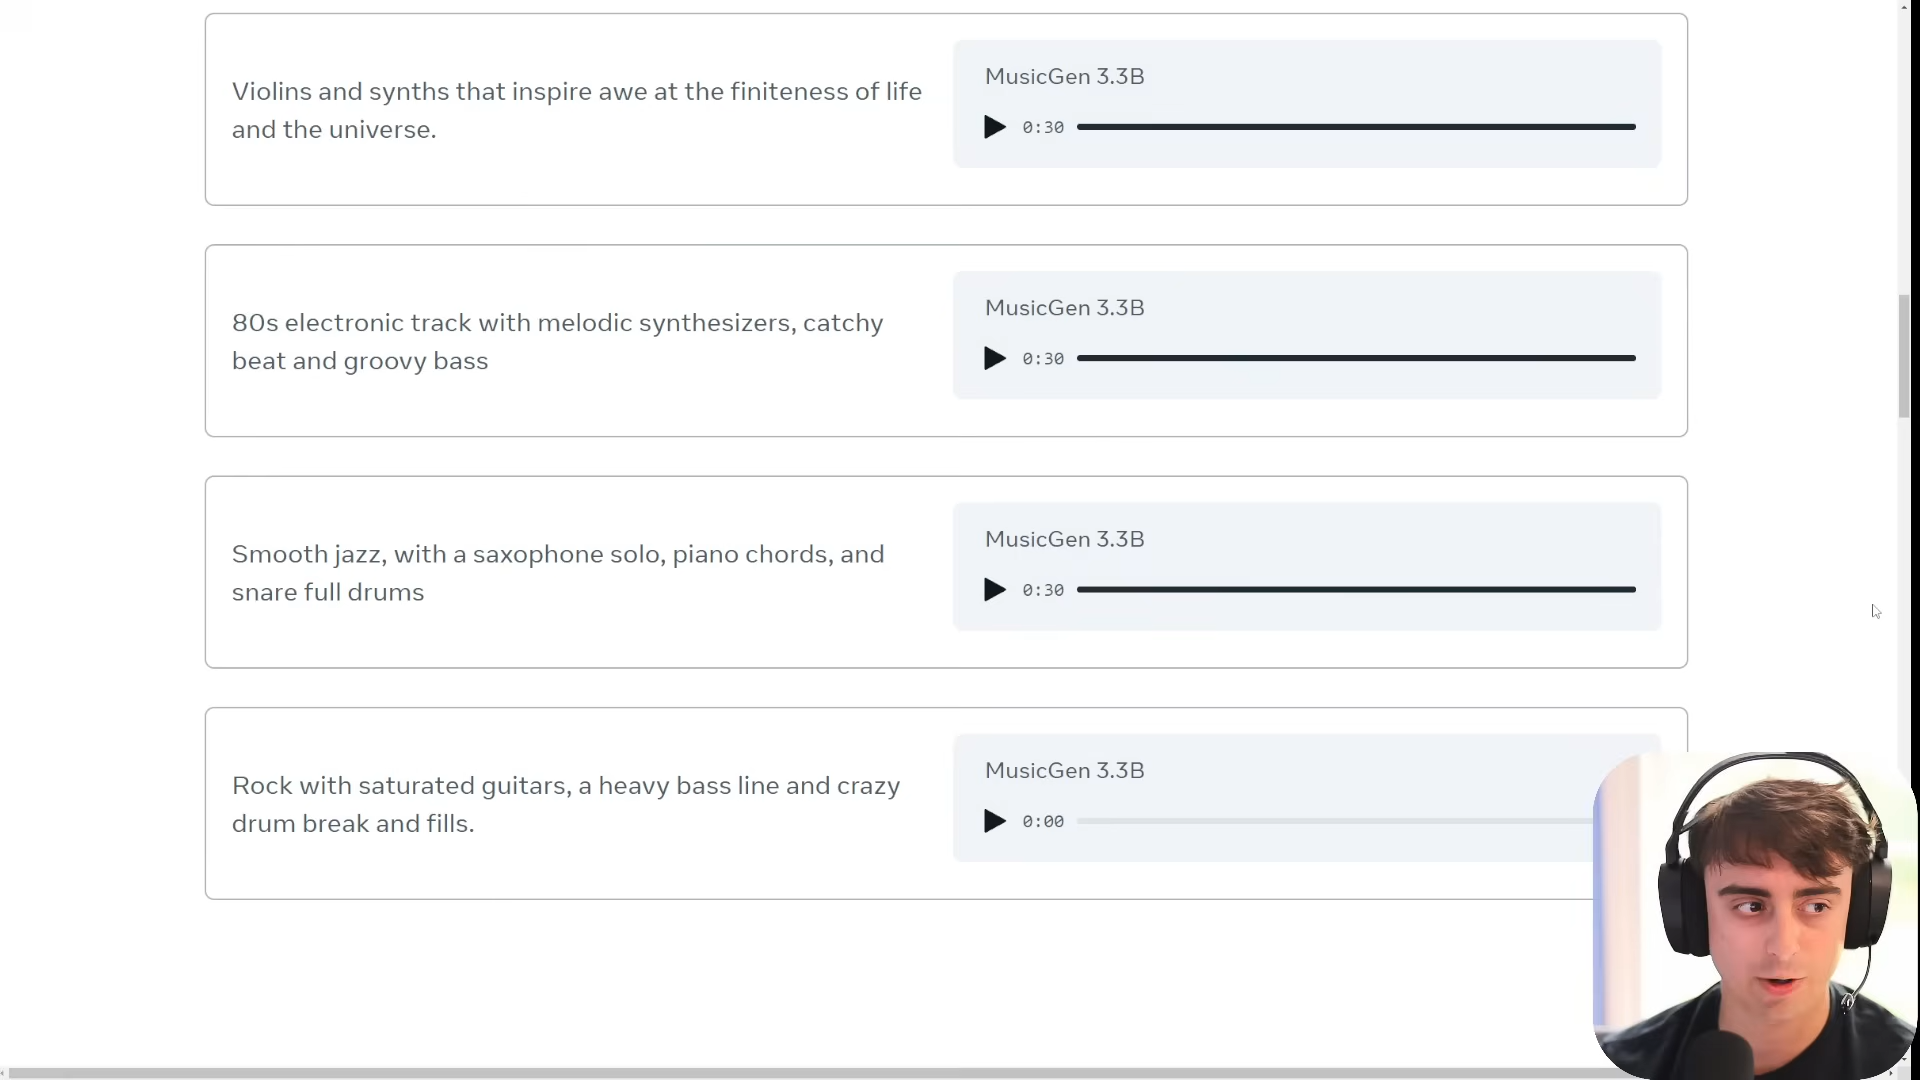 Violins and synths that inspire awe at the finiteness of life
and the universe.
MusicGen 3.3B
0:30
80s electronic track with melodic synthesizers, catchy
beat and groovy bass
MusicGen 3.3B
0:30
Smooth jazz, with a saxophone solo, piano chords, and
snare full drums
MusicGen 3.3B
0:30
Rock with saturated guitars, a heavy bass line and crazy
drum break and fills.
MusicGen 3.3B
0:00